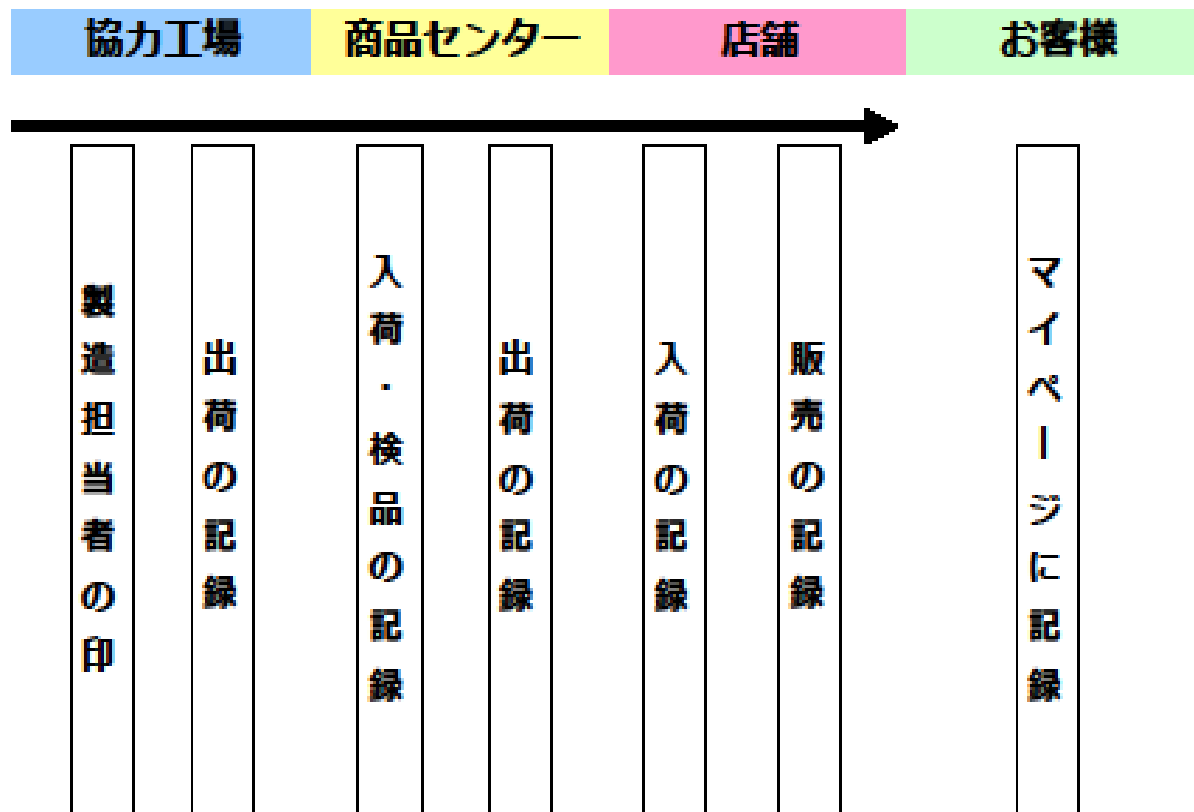 協力工場
商品センター
店舗
お客様
製造担当者の印
出荷の記録
入荷・検品の記録
出荷の記録
入荷の記録
販売の記録
マイページに記録